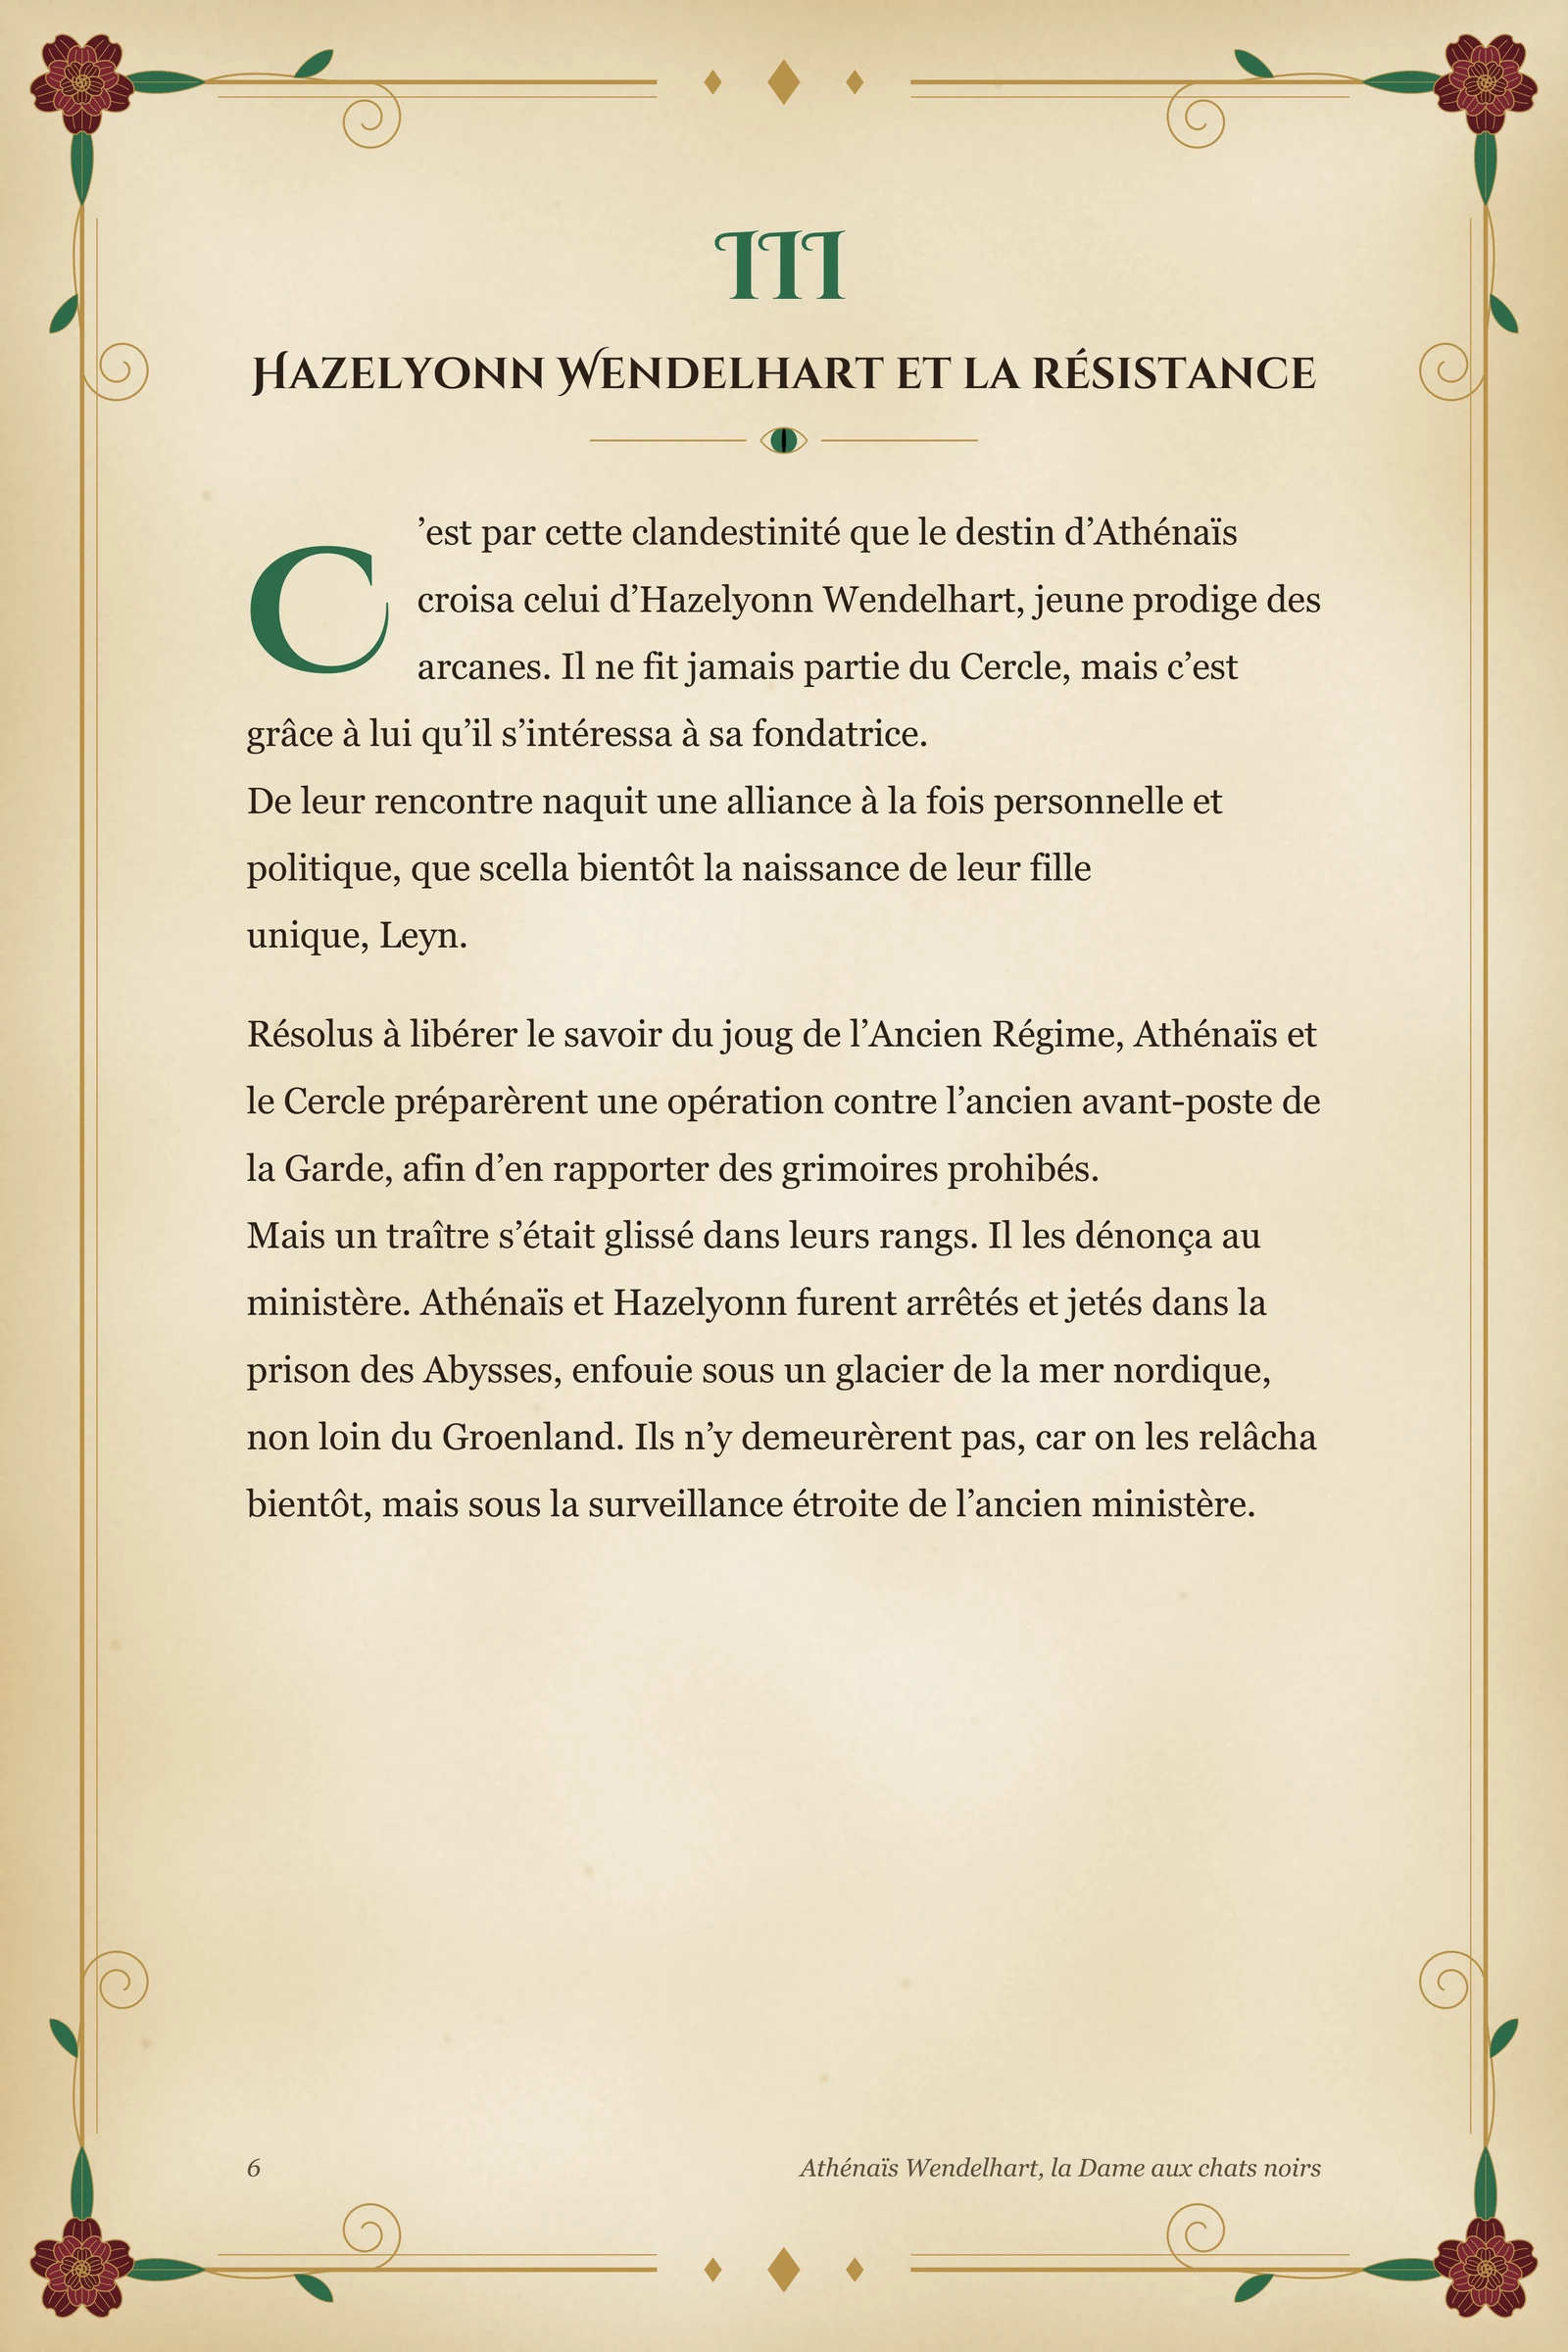 III
HAZELYONN WENDELHART ET LA RÉSISTANCE
C’est par cette clandestinité que le destin d’Athénaïs
croisa celui d’Hazelyonn Wendelhart, jeune prodige des
arcanes. Il ne fit jamais partie du Cercle, mais c’est
grâce à lui qu’il s’intéressa à sa fondatrice.
De leur rencontre naquit une alliance à la fois personnelle et
politique, que scella bientôt la naissance de leur fille
unique, Leyn.
Résolus à libérer le savoir du joug de l’Ancien Régime, Athénaïs et
le Cercle préparèrent une opération contre l’ancien avant-poste de
la Garde, afin d’en rapporter des grimoires prohibés.
Mais un traître s’était glissé dans leurs rangs. Il les dénonça au
ministère. Athénaïs et Hazelyonn furent arrêtés et jetés dans la
prison des Abysses, enfouie sous un glacier de la mer nordique,
non loin du Groenland. Ils n’y demeurèrent pas, car on les relâcha
bientôt, mais sous la surveillance étroite de l’ancien ministère.
6 Athénaïs Wendelhart, la Dame aux chats noirs